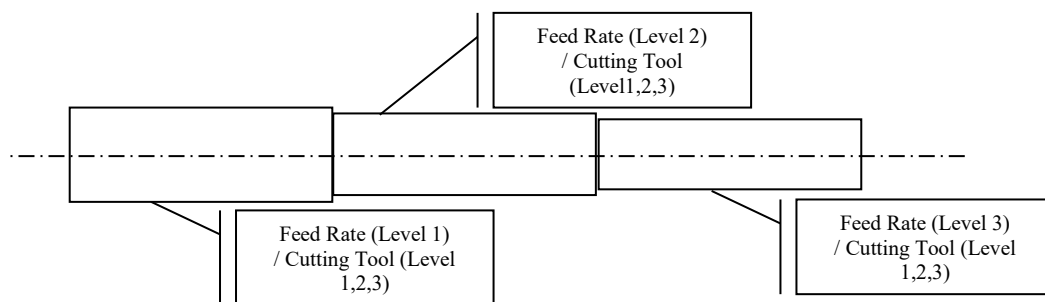 Feed Rate (Level 2)
/ Cutting Tool
(Level1,2,3)
Feed Rate (Level 1)
/ Cutting Tool (Level
1,2,3)
Feed Rate (Level 3)
/ Cutting Tool (Level
1,2,3)